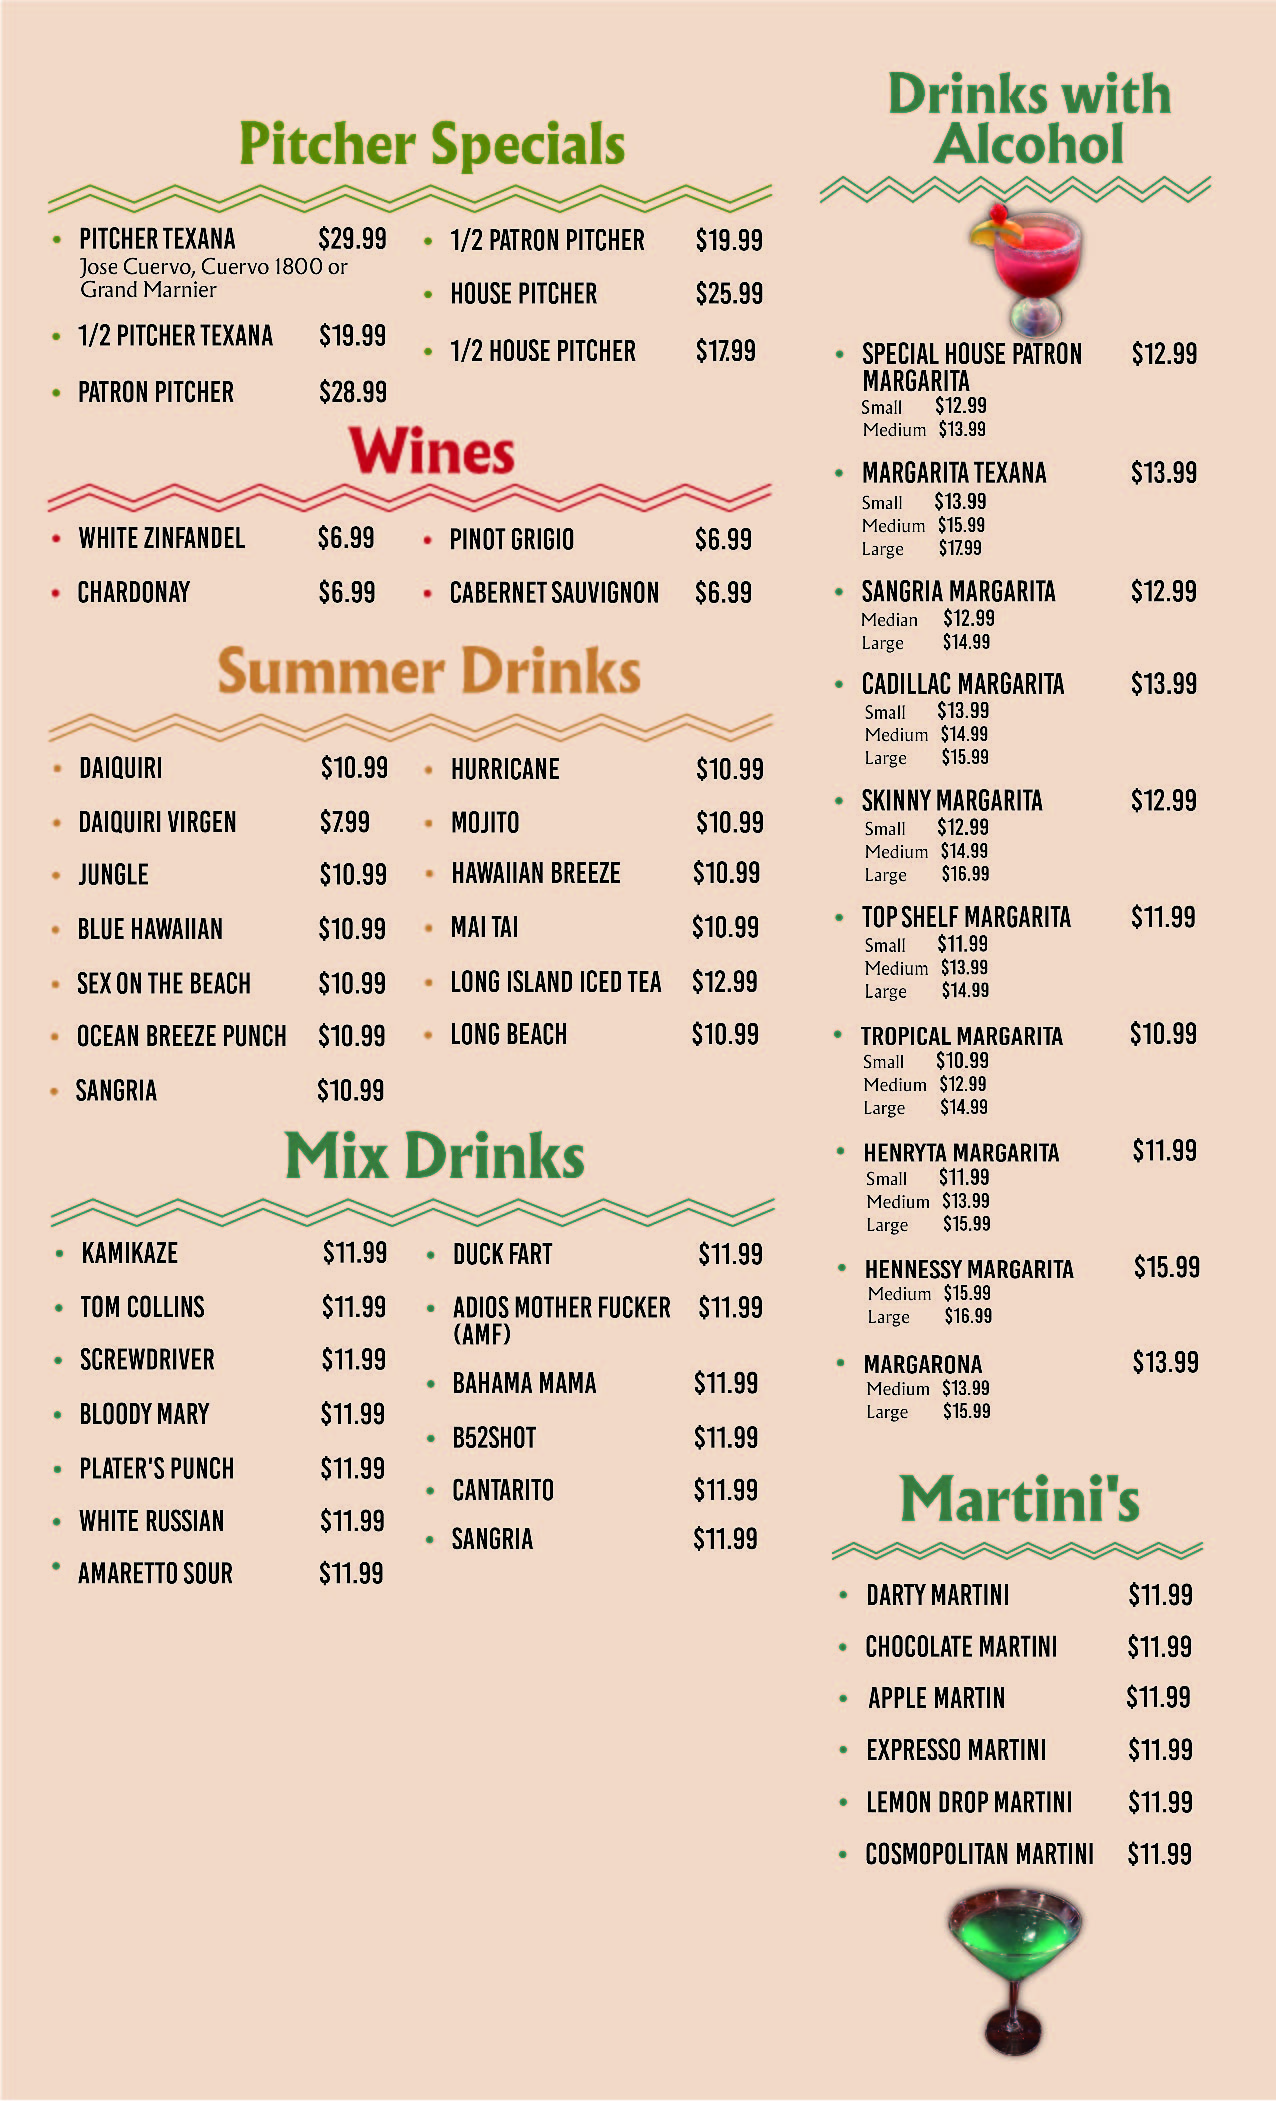 Pitcher Specials
• PITCHER TEXANA $29.99
Jose Cuervo, Cuervo 1800 or
Grand Marnier
• 1/2 PITCHER TEXANA $19.99
• PATRON PITCHER $28.99
• 1/2 PATRON PITCHER $19.99
• HOUSE PITCHER $25.99
• 1/2 HOUSE PITCHER $17.99
Wines
• WHITE ZINFANDEL $6.99
• CHARDONAY $6.99
• PINOT GRIGIO $6.99
• CABERNET SAUVIGNON $6.99
Summer Drinks
• DAIQUIRI $10.99
• DAIQUIRI VIRGEN $7.99
• JUNGLE $10.99
• BLUE HAWAIIAN $10.99
• SEX ON THE BEACH $10.99
• OCEAN BREEZE PUNCH $10.99
• SANGRIA $10.99
• HURRICANE $10.99
• MOJITO $10.99
• HAWAIIAN BREEZE $10.99
• MAI TAI $10.99
• LONG ISLAND ICED TEA $12.99
• LONG BEACH $10.99
Mix Drinks
• KAMIKAZE $11.99
• TOM COLLINS $11.99
• SCREWDRIVER $11.99
• BLOODY MARY $11.99
• PLATER'S PUNCH $11.99
• WHITE RUSSIAN $11.99
• AMARETTO SOUR $11.99
• DUCK FART $11.99
• ADIOS MOTHER FUCKER $11.99
(AMF)
• BAHAMA MAMA $11.99
• B52SHOT $11.99
• CANTARITO $11.99
• SANGRIA $11.99
Drinks with
Alcohol
• SPECIAL HOUSE PATRON $12.99
MARGARITA
Small $12.99
Medium $13.99
• MARGARITA TEXANA $13.99
Small $13.99
Medium $15.99
Large $17.99
• SANGRIA MARGARITA $12.99
Median $12.99
Large $14.99
• CADILLAC MARGARITA $13.99
Small $13.99
Medium $14.99
Large $15.99
• SKINNY MARGARITA $12.99
Small $12.99
Medium $14.99
Large $16.99
• TOP SHELF MARGARITA $11.99
Small $11.99
Medium $13.99
Large $14.99
• TROPICAL MARGARITA $10.99
Small $10.99
Medium $12.99
Large $14.99
• HENRYTA MARGARITA $11.99
Small $11.99
Medium $13.99
Large $15.99
• HENNESSY MARGARITA $15.99
Medium $15.99
Large $16.99
• MARGARONA $13.99
Medium $13.99
Large $15.99
Martini's
• DARTY MARTINI $11.99
• CHOCOLATE MARTINI $11.99
• APPLE MARTIN $11.99
• EXPRESSO MARTINI $11.99
• LEMON DROP MARTINI $11.99
• COSMOPOLITAN MARTINI $11.99